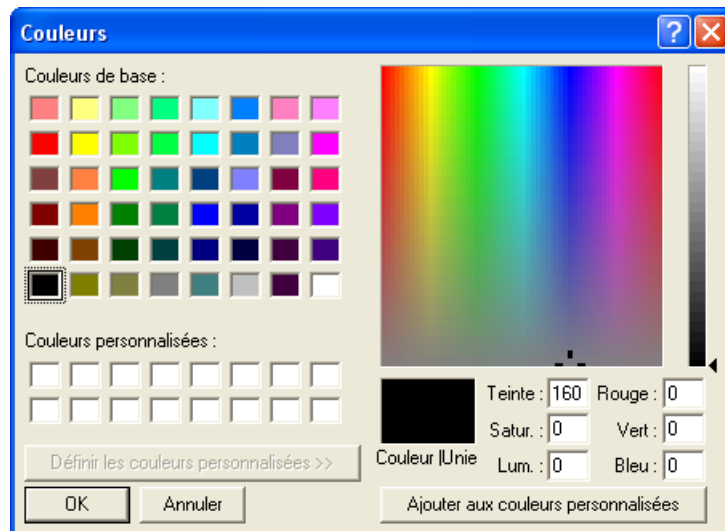 Couleurs
Couleurs de base :
Couleurs personnalisées :
Définir les couleurs personnalisées >>
OK Annuler
Couleur |Unie
Teinte : 160 Rouge : 0
Satur. : 0 Vert : 0
Lum. : 0 Bleu : 0
Ajouter aux couleurs personnalisées